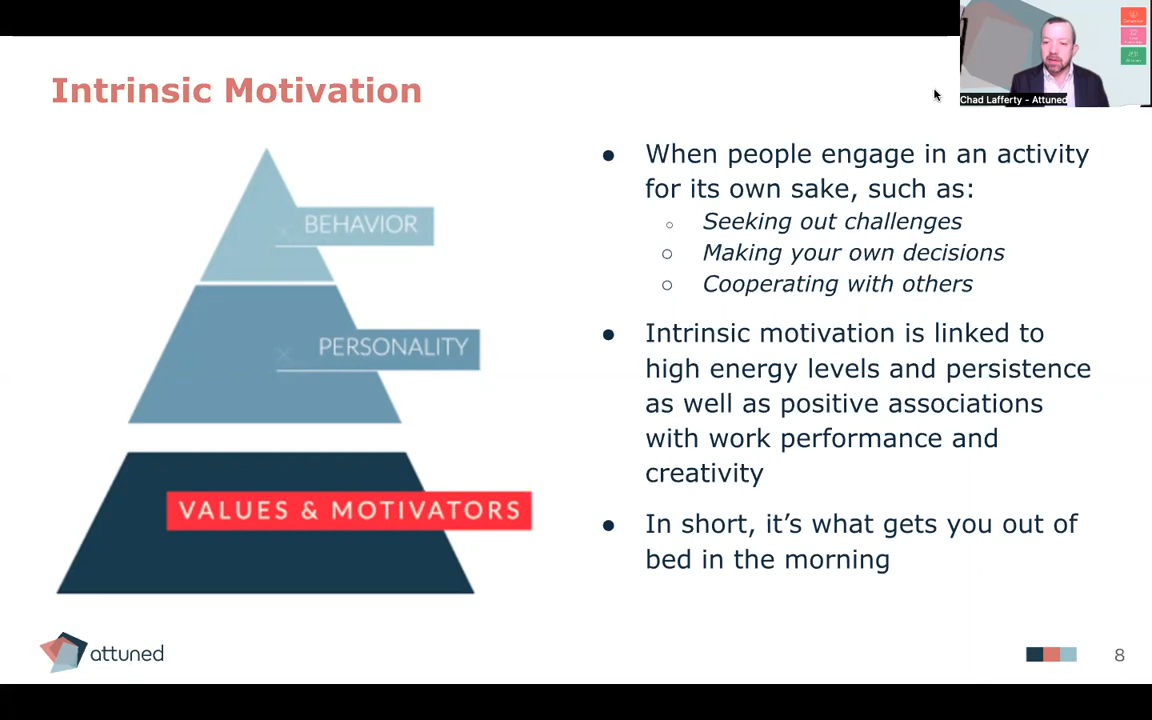 Intrinsic Motivation
Chad Lafferty - Attuned
BEHAVIOR
PERSONALITY
VALUES & MOTIVATORS
● When people engage in an activity
for its own sake, such as:
○ Seeking out challenges
○ Making your own decisions
○ Cooperating with others
● Intrinsic motivation is linked to
high energy levels and persistence
as well as positive associations
with work performance and
creativity
● In short, it’s what gets you out of
bed in the morning
attuned
8